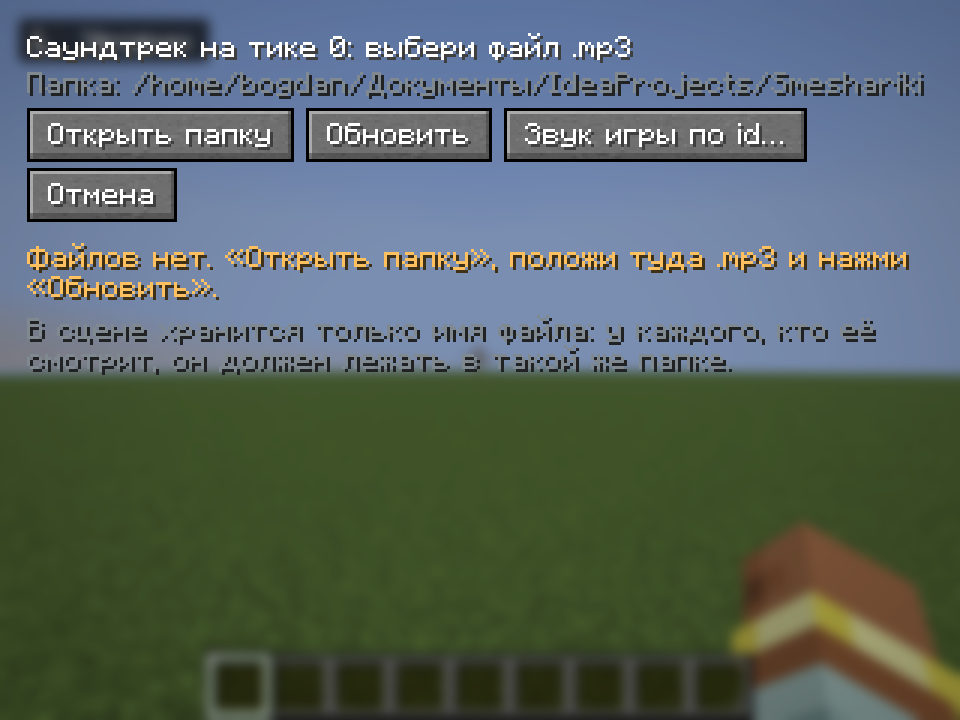 Саундтрек на тике 0: выбери файл .mp3
Папка: /home/bogdan/Документы/IdeaProjects/Smeshariki
Открыть папку Обновить Звук игры по id...
Отмена
Файлов нет. «Открыть папку», положи туда .mp3 и нажми
«Обновить».
В сцене хранится только имя файла: у каждого, кто её
смотрит, он должен лежать в такой же папке.